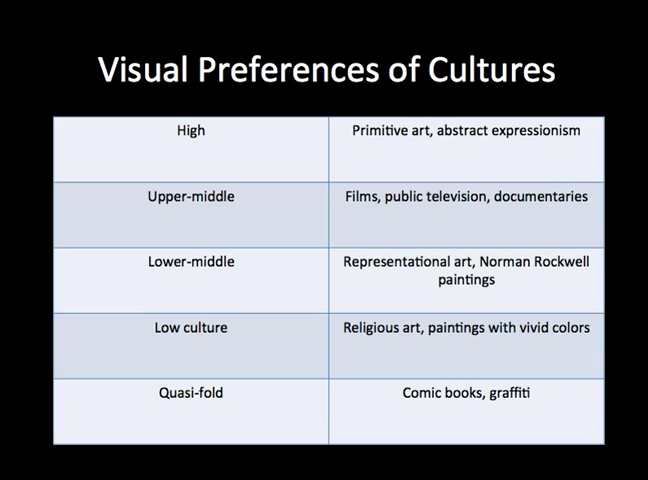 Visual Preferences of Cultures
High
Primitive art, abstract expressionism
Upper-middle
Films, public television, documentaries
Lower-middle
Representational art, Norman Rockwell
paintings
Low culture
Religious art, paintings with vivid colors
Quasi-fold
Comic books, graffiti